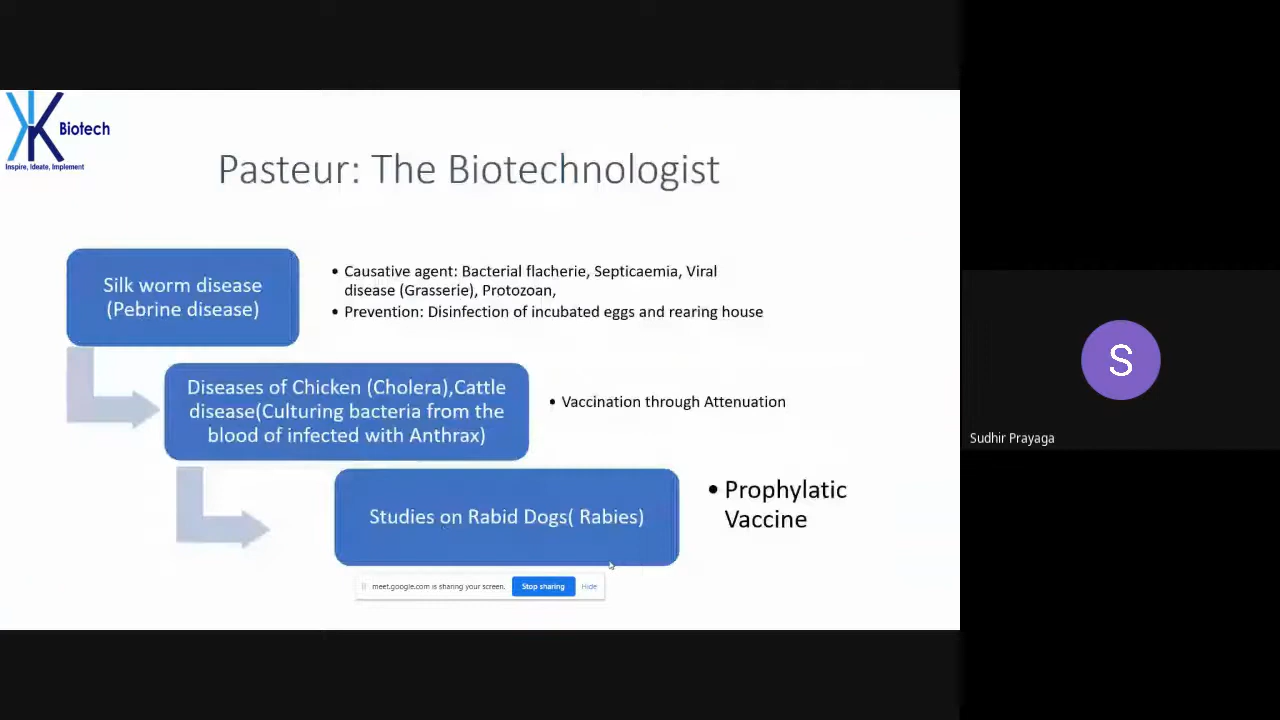 Biotech
Inspire, Ideate, Implement
Pasteur: The Biotechnologist
Silk worm disease
(Pebrine disease)
• Causative agent: Bacterial flacherie, Septicaemia, Viral
disease (Grasserie), Protozoan,
• Prevention: Disinfection of incubated eggs and rearing house
Diseases of Chicken (Cholera),Cattle
disease(Culturing bacteria from the
blood of infected with Anthrax)
• Vaccination through Attenuation
Studies on Rabid Dogs( Rabies)
• Prophylatic
Vaccine
meet.google.com is sharing your screen. Stop sharing Hide
S
Sudhir Prayaga